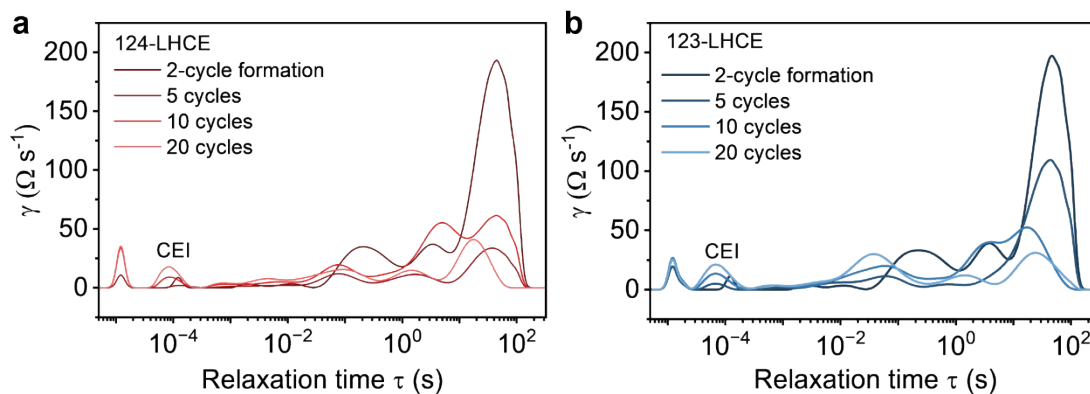 a
124-LHCE
2-cycle formation
5 cycles
10 cycles
20 cycles
CEI
γ (Ω s⁻¹)
200
150
100
50
0
10⁻⁴
10⁻²
10⁰
10²
Relaxation time τ (s)
b
123-LHCE
2-cycle formation
5 cycles
10 cycles
20 cycles
CEI
γ (Ω s⁻¹)
200
150
100
50
0
10⁻⁴
10⁻²
10⁰
10²
Relaxation time τ (s)